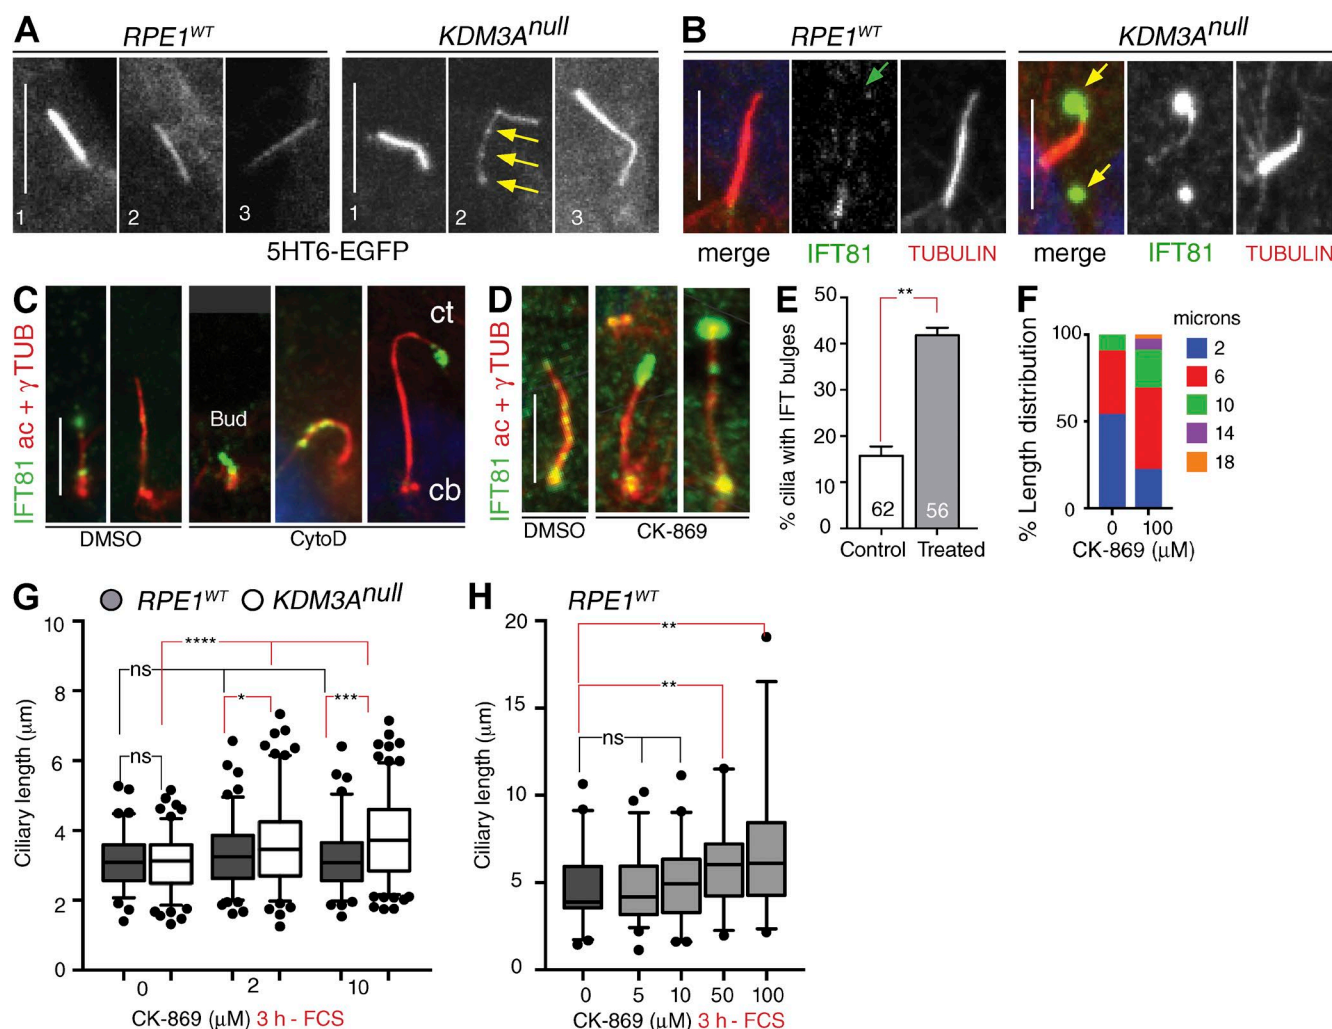 A
RPE1WT
KDM3Anull
1
2
3
1
2
3
5HT6-EGFP
B
RPE1WT
KDM3Anull
merge
IFT81
TUBULIN
merge
IFT81
TUBULIN
C
IFT81 ac + γ TUB
Bud
ct
cb
DMSO
CytoD
D
IFT81 ac + γ TUB
DMSO
CK-869
E
% cilia with IFT bulges
50
40
30
20
10
0
**
62
56
Control
Treated
F
% Length distribution
100
50
0
0
100
CK-869 (μM)
microns
2
6
10
14
18
G
RPE1WT
KDM3Anull
Ciliary length (μm)
10
8
6
4
2
0
****
ns
*
***
ns
0
2
10
CK-869 (μM) 3 h - FCS
H
RPE1WT
Ciliary length (μm)
20
15
10
5
0
**
**
ns
0
5
10
50
100
CK-869 (μM) 3 h - FCS